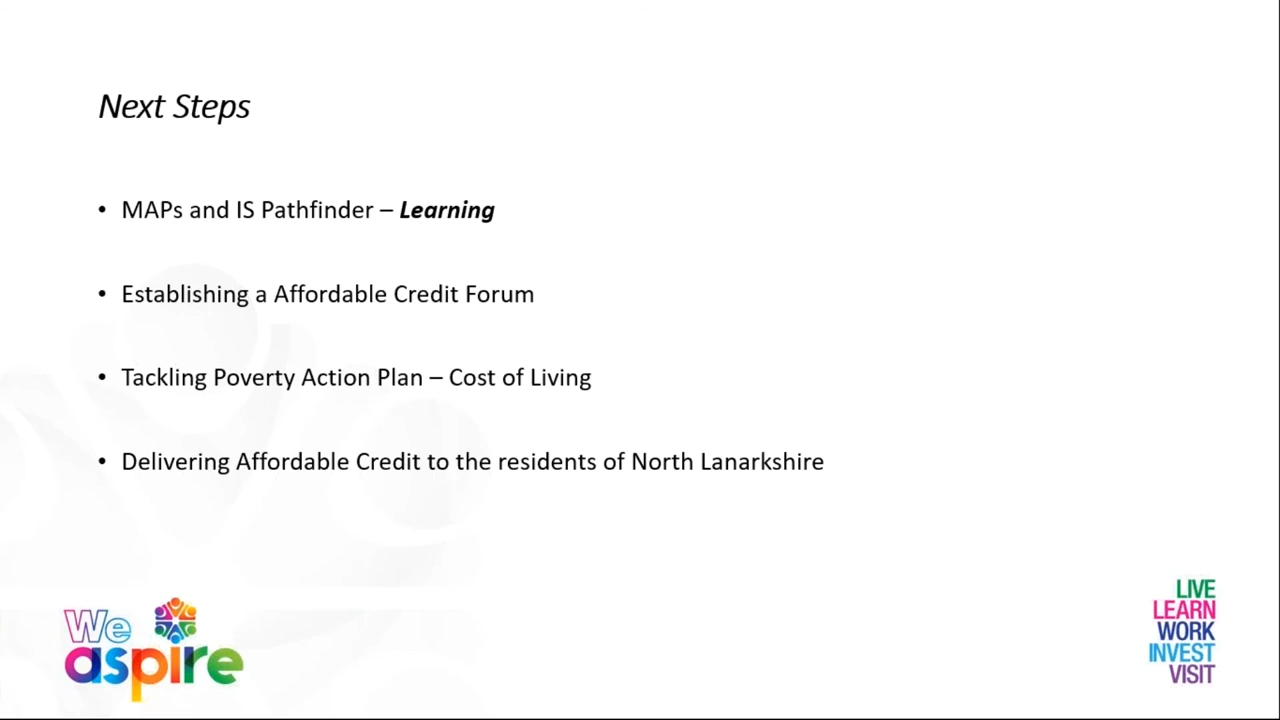 Next Steps
• MAPs and IS Pathfinder – Learning
• Establishing a Affordable Credit Forum
• Tackling Poverty Action Plan – Cost of Living
• Delivering Affordable Credit to the residents of North Lanarkshire
We
aspire
LIVE
LEARN
WORK
INVEST
VISIT